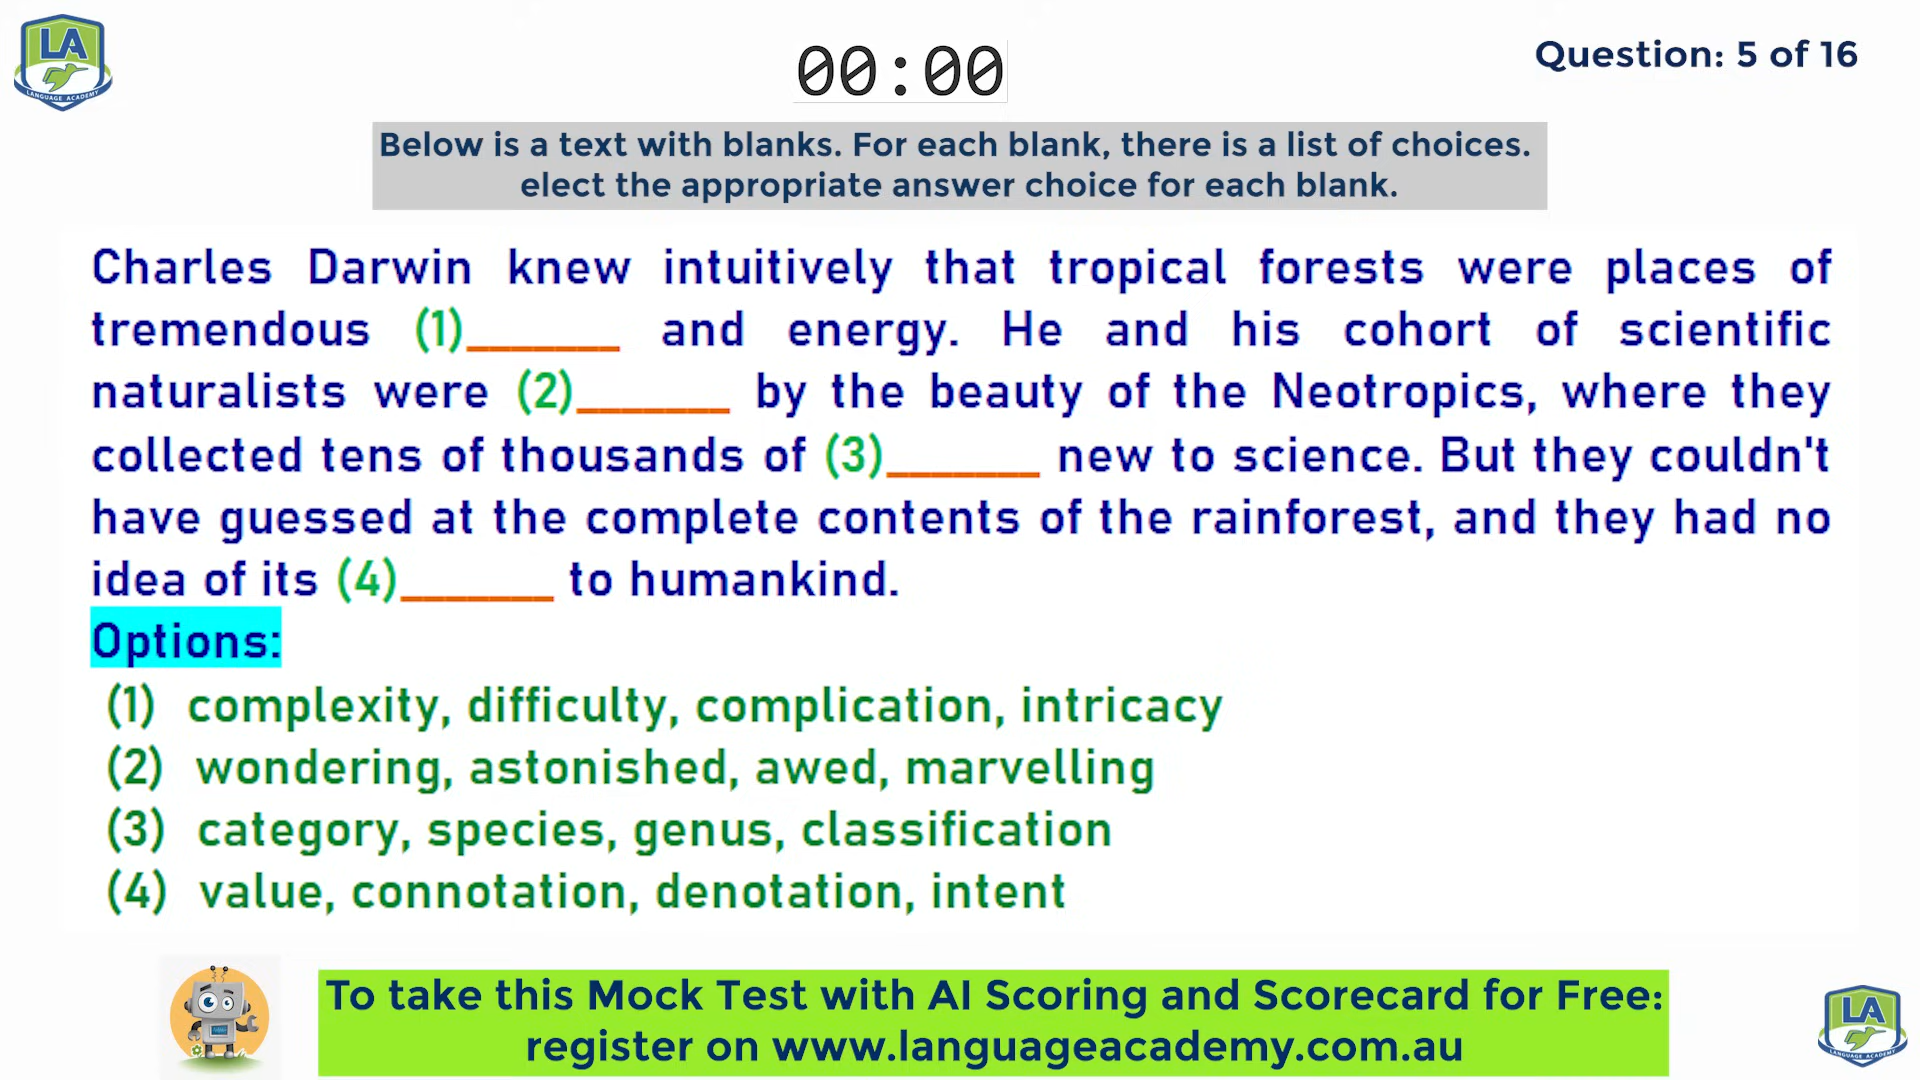 LA
LANGUAGE ACADEMY
00:00
Question: 5 of 16
Below is a text with blanks. For each blank, there is a list of choices.
elect the appropriate answer choice for each blank.
Charles Darwin knew intuitively that tropical forests were places of
tremendous (1)_______ and energy. He and his cohort of scientific
naturalists were (2)_______ by the beauty of the Neotropics, where they
collected tens of thousands of (3)_______ new to science. But they couldn't
have guessed at the complete contents of the rainforest, and they had no
idea of its (4)_______ to humankind.
Options:
(1) complexity, difficulty, complication, intricacy
(2) wondering, astonished, awed, marvelling
(3) category, species, genus, classification
(4) value, connotation, denotation, intent
To take this Mock Test with AI Scoring and Scorecard for Free:
register on www.languageacademy.com.au
LA
LANGUAGE ACADEMY